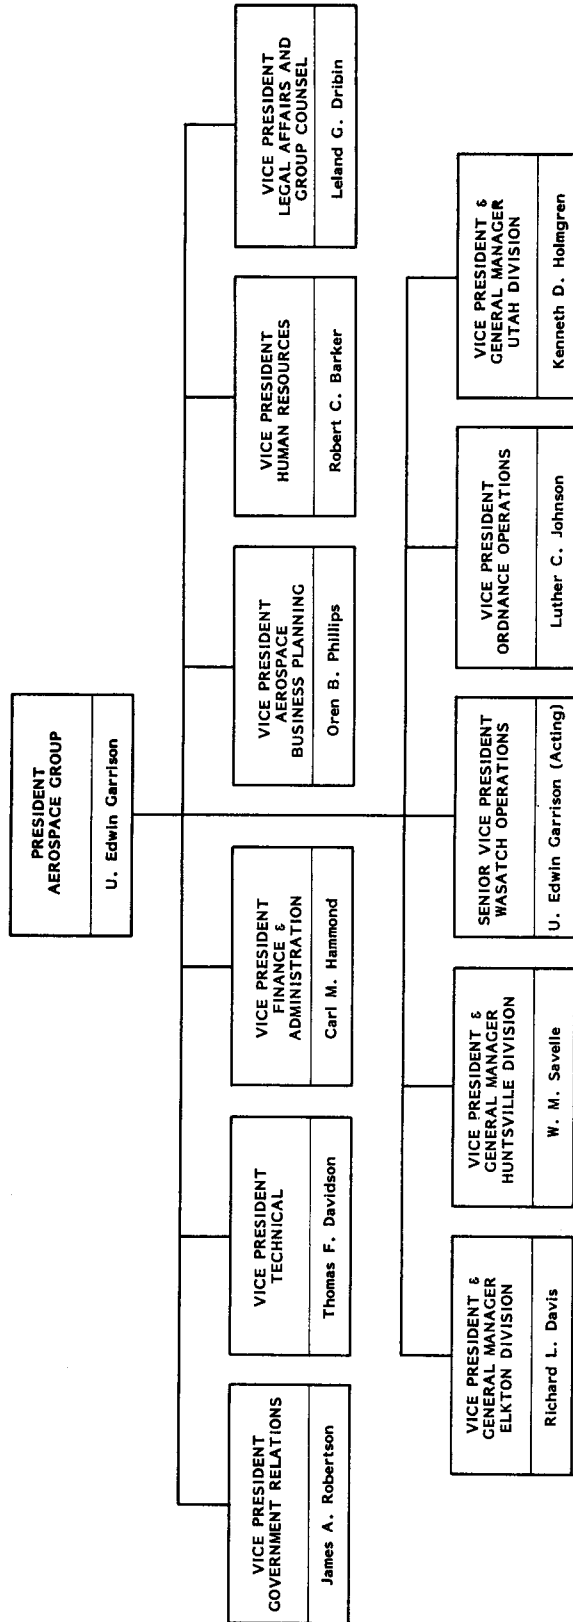 PRESIDENT
AEROSPACE GROUP
U. Edwin Garrison
VICE PRESIDENT
GOVERNMENT RELATIONS
James A. Robertson
VICE PRESIDENT
TECHNICAL
Thomas F. Davidson
VICE PRESIDENT
FINANCE &
ADMINISTRATION
Carl M. Hammond
VICE PRESIDENT
AEROSPACE
BUSINESS PLANNING
Oren B. Phillips
VICE PRESIDENT
HUMAN RESOURCES
Robert C. Barker
VICE PRESIDENT
LEGAL AFFAIRS AND
GROUP COUNSEL
Leland G. Dribin
VICE PRESIDENT &
GENERAL MANAGER
ELKTON DIVISION
Richard L. Davis
VICE PRESIDENT &
GENERAL MANAGER
HUNTSVILLE DIVISION
W. M. Savelle
SENIOR VICE PRESIDENT
WASATCH OPERATIONS
U. Edwin Garrison (Acting)
VICE PRESIDENT
ORDNANCE OPERATIONS
Luther C. Johnson
VICE PRESIDENT &
GENERAL MANAGER
UTAH DIVISION
Kenneth D. Holmgren